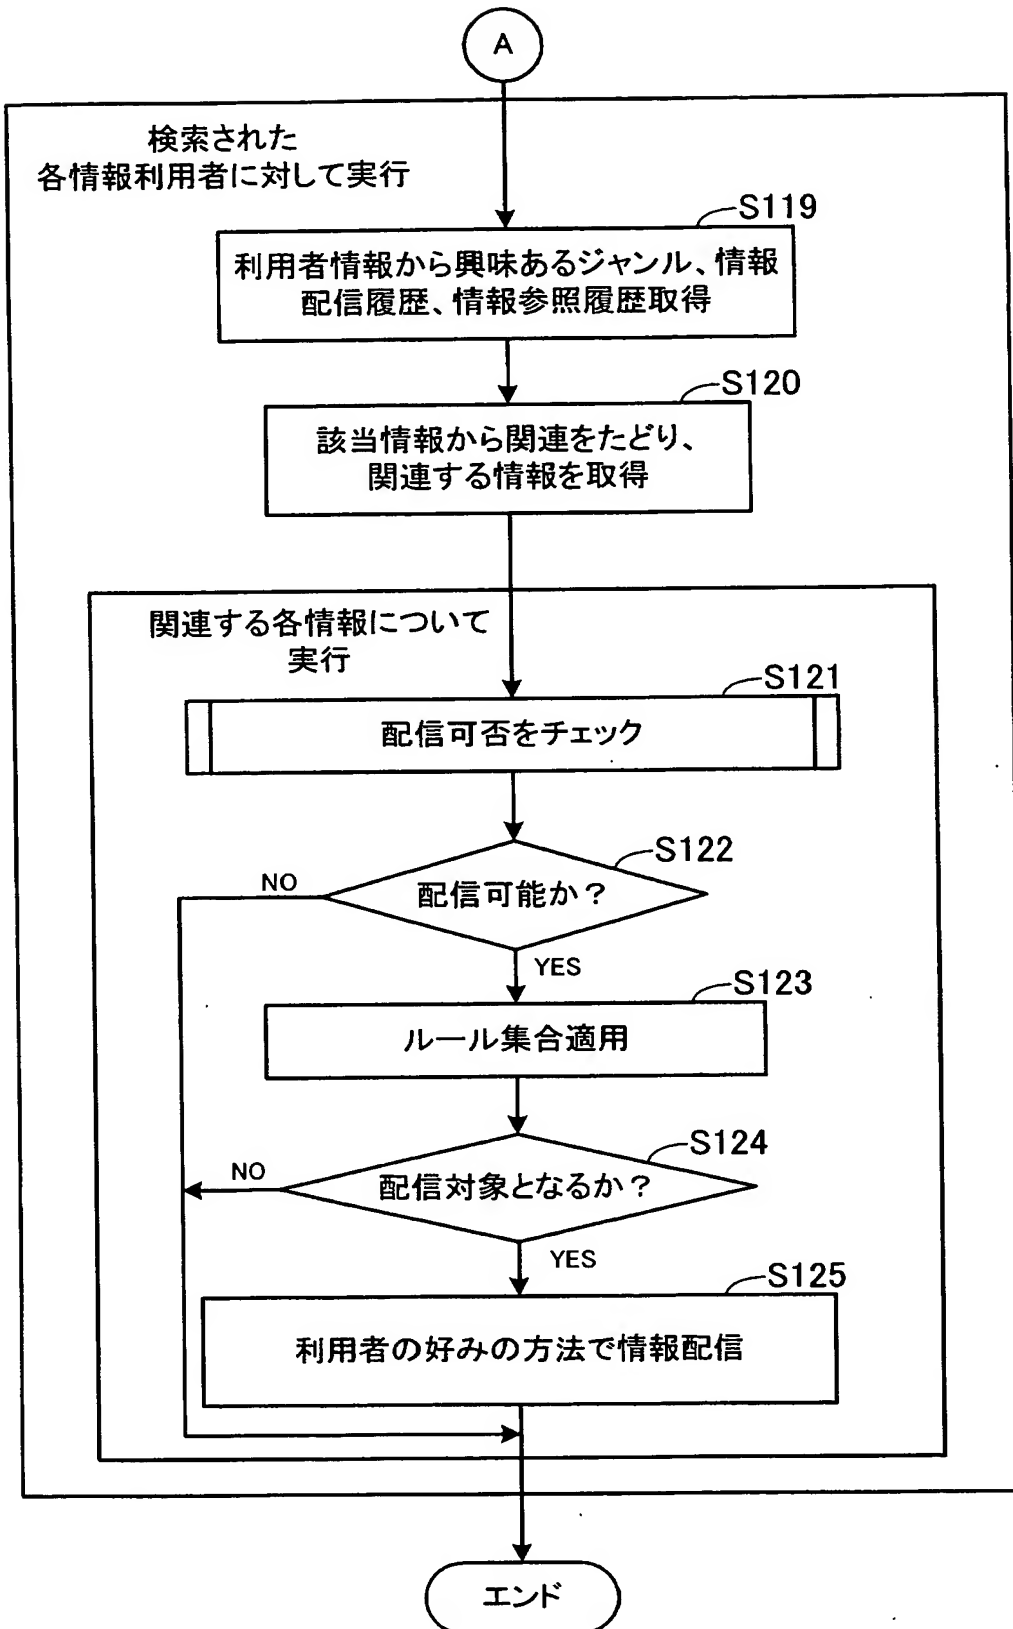 A
検索された
各情報利用者に対して実行
S119
利用者情報から興味あるジャンル、情報
配信履歴、情報参照履歴取得
S120
該当情報から関連をたどり、
関連する情報を取得
関連する各情報について
実行
S121
配信可否をチェック
S122
配信可能か？
NO
YES
S123
ルール集合適用
S124
配信対象となるか？
NO
YES
S125
利用者の好みの方法で情報配信
エンド